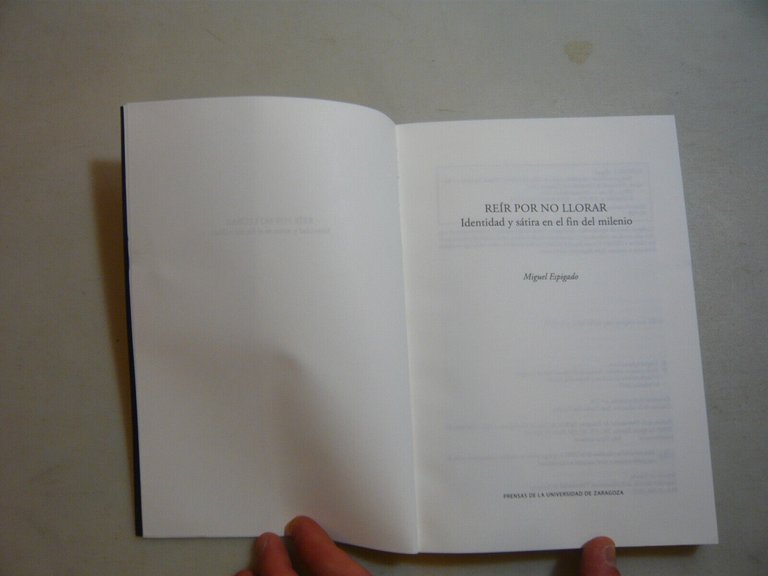 REÍR POR NO LLORAR
Identidad y sátira en el fin del milenio
Miguel Espigado
PRENSAS DE LA UNIVERSIDAD DE ZARAGOZA